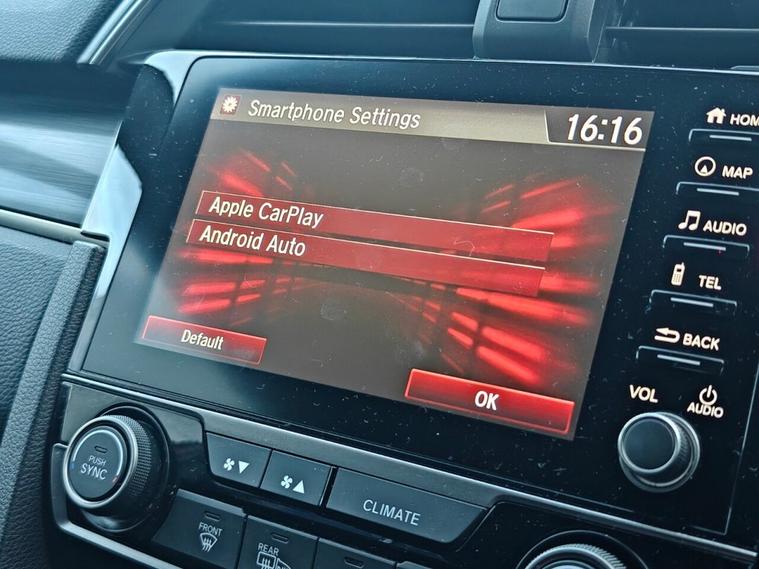 Smartphone Settings
16:16
Apple CarPlay
Android Auto
Default
OK
HOM
MAP
AUDIO
TEL
BACK
VOL
AUDIO
PUSH
SYNC
CLIMATE
FRONT
REAR